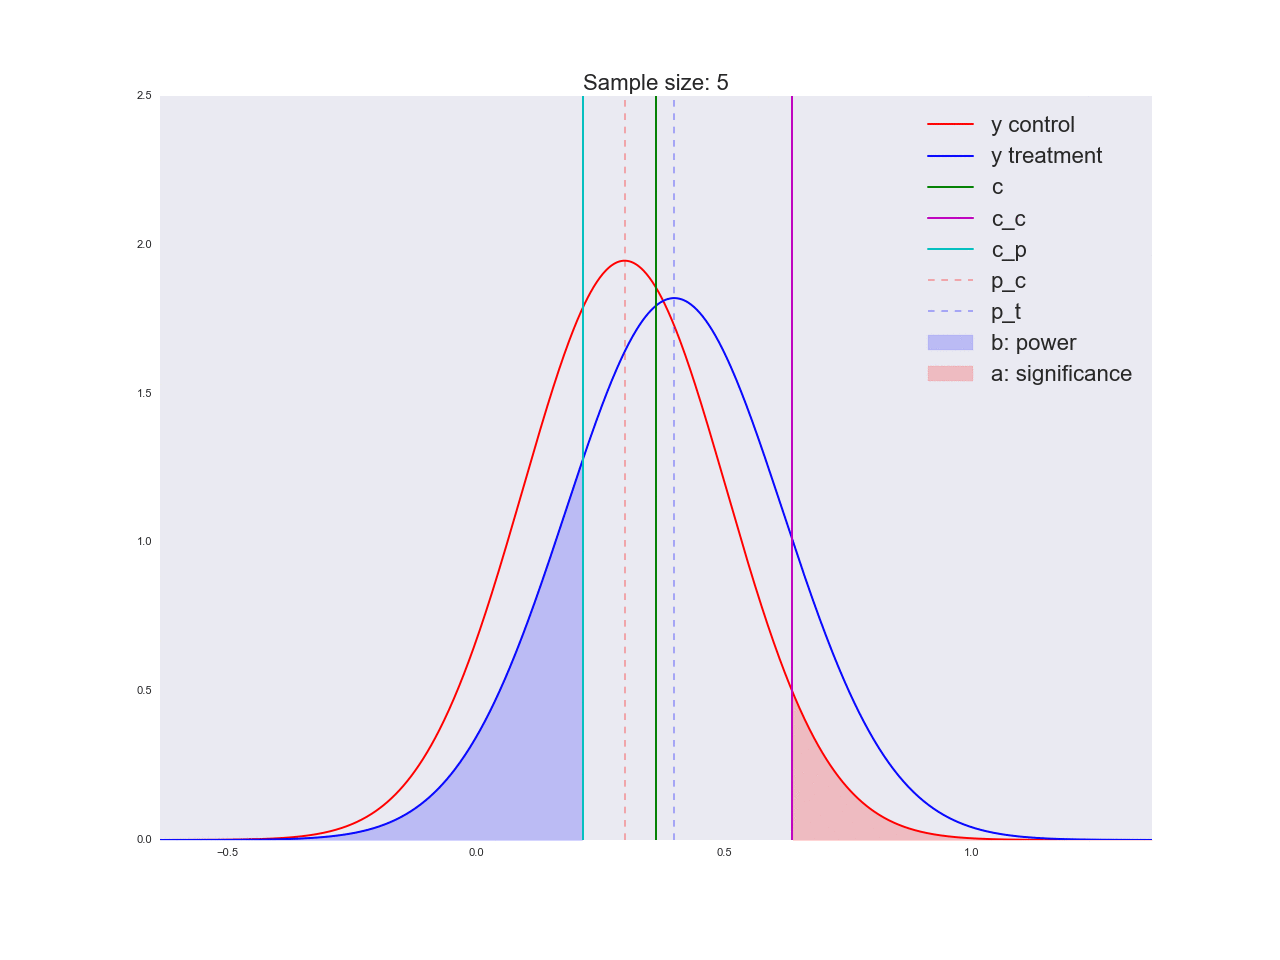 Sample size: 5
2.5
2.0
1.5
1.0
0.5
0.0
−0.5
0.0
0.5
1.0
y control
y treatment
c
c_c
c_p
p_c
p_t
b: power
a: significance